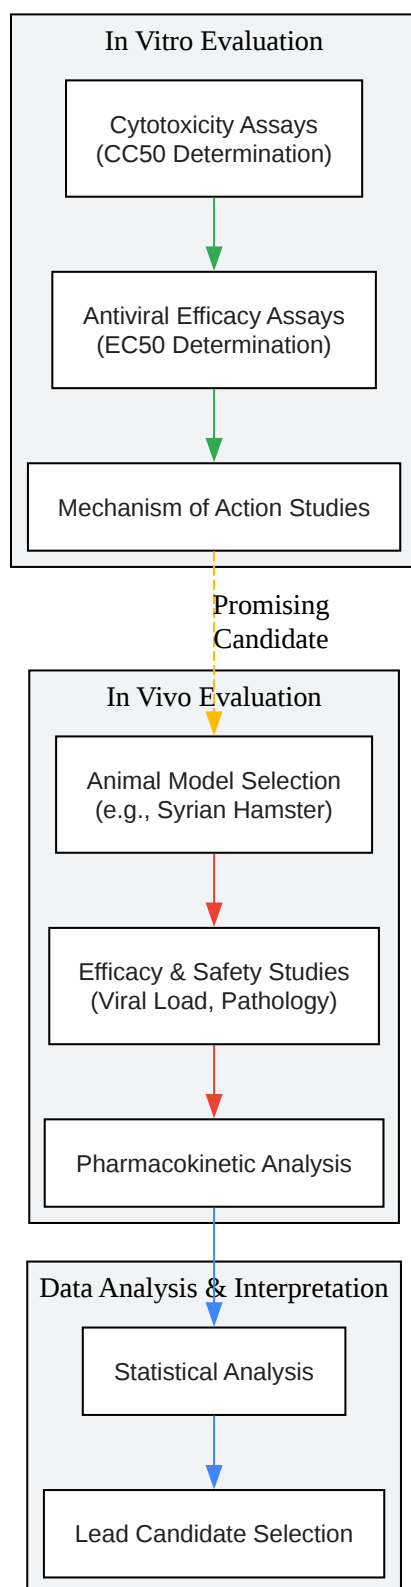 In Vitro Evaluation
Cytotoxicity Assays
(CC50 Determination)
Antiviral Efficacy Assays
(EC50 Determination)
Mechanism of Action Studies
Promising
Candidate
In Vivo Evaluation
Animal Model Selection
(e.g., Syrian Hamster)
Efficacy & Safety Studies
(Viral Load, Pathology)
Pharmacokinetic Analysis
Data Analysis & Interpretation
Statistical Analysis
Lead Candidate Selection